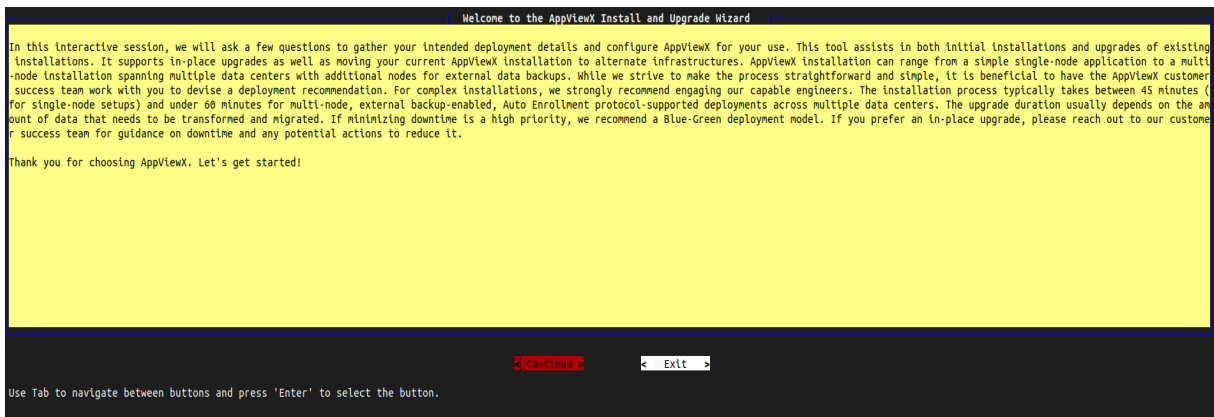 Welcome to the AppViewX Install and Upgrade Wizard
In this interactive session, we will ask a few questions to gather your intended deployment details and configure AppViewX for your use. This tool assists in both initial installations and upgrades of existing
installations. It supports in-place upgrades as well as moving your current AppViewX installation to alternate infrastructures. AppViewX installation can range from a simple single-node application to a multi
-node installation spanning multiple data centers with additional nodes for external data backups. While we strive to make the process straightforward and simple, it is beneficial to have the AppViewX customer
success team work with you to devise a deployment recommendation. For complex installations, we strongly recommend engaging our capable engineers. The installation process typically takes between 45 minutes (
for single-node setups) and under 60 minutes for multi-node, external backup-enabled, Auto Enrollment protocol-supported deployments across multiple data centers. The upgrade duration usually depends on the am
ount of data that needs to be transformed and migrated. If minimizing downtime is a high priority, we recommend a Blue-Green deployment model. If you prefer an in-place upgrade, please reach out to our custome
r success team for guidance on downtime and any potential actions to reduce it.
Thank you for choosing AppViewX. Let's get started!
< Continue > < Exit >
Use Tab to navigate between buttons and press 'Enter' to select the button.